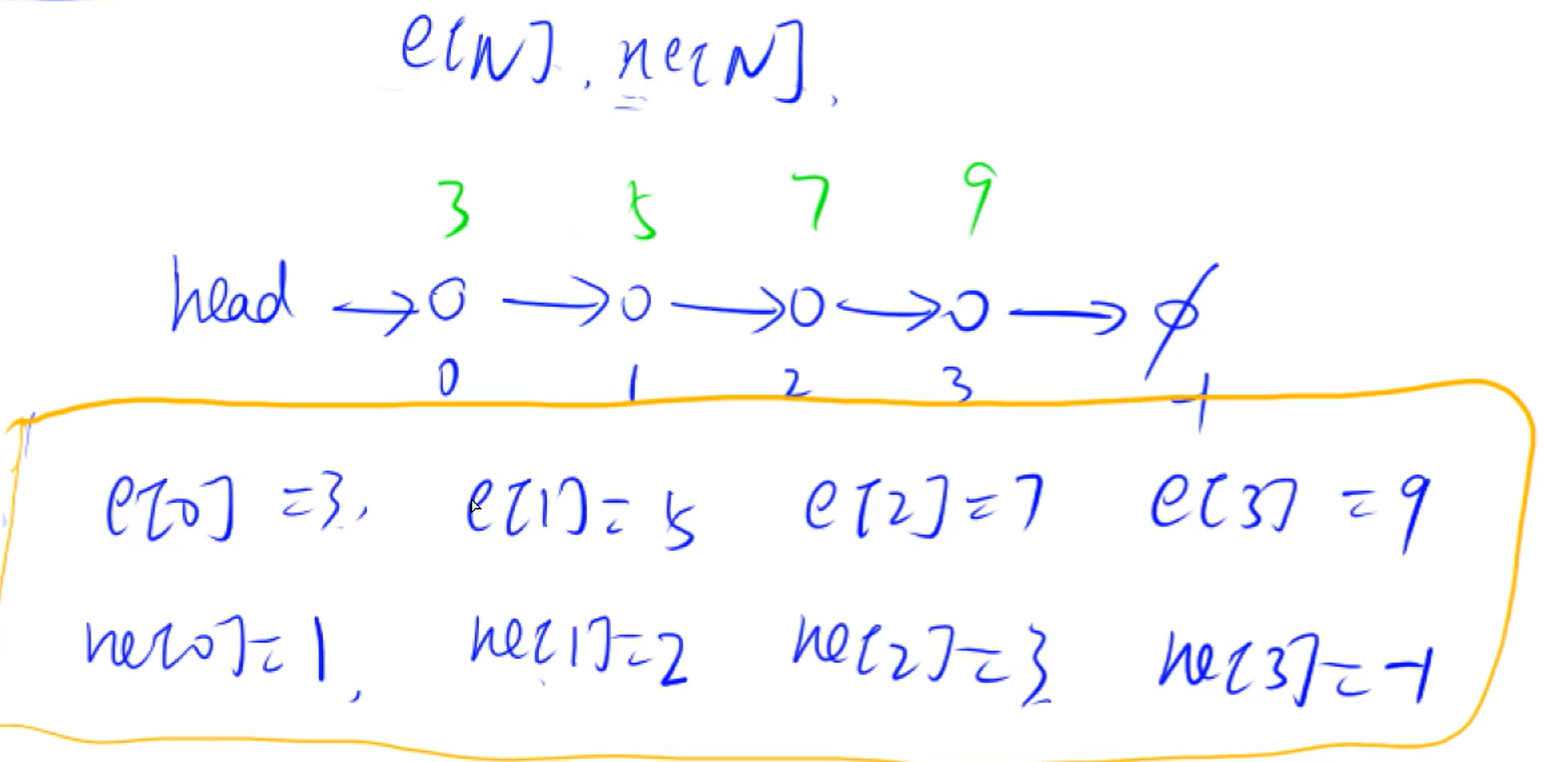 e[N], ne[N],
3 5 7 9
head → O → O → O → O → ∅
0 1 2 3 -1
e[0]=3, e[1]=5 e[2]=7 e[3]=9
ne[0]=1, ne[1]=2 ne[2]=3 ne[3]=-1